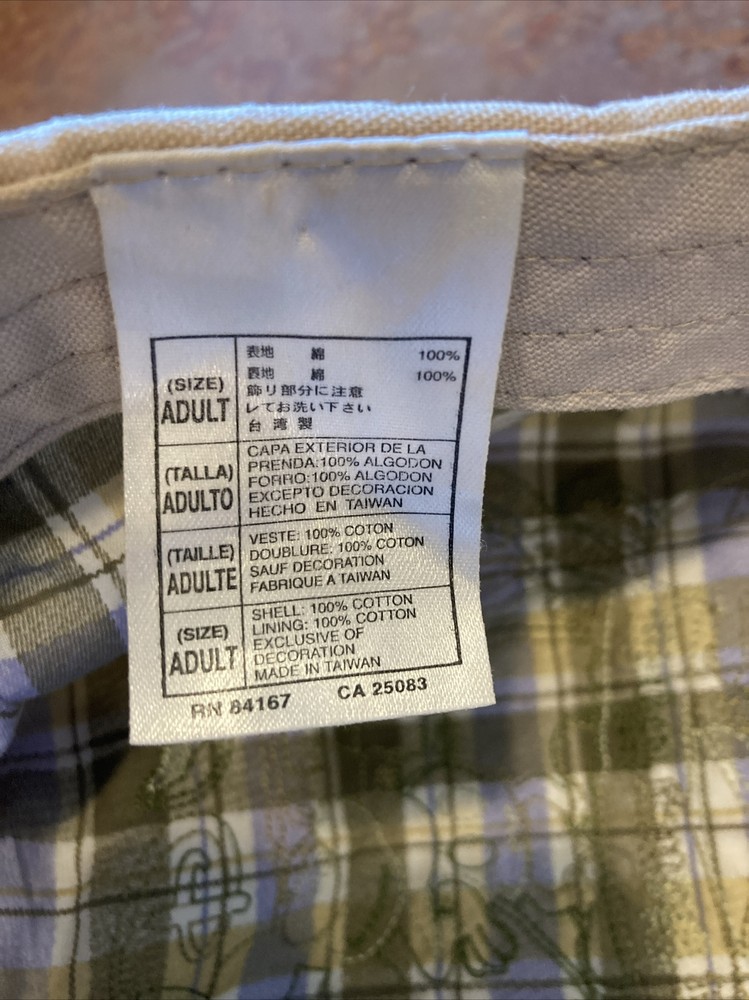 (SIZE)
ADULT
表地 綿 100%
裏地 綿 100%
飾り部分に注意
してお洗い下さい
台湾製
(TALLA)
ADULTO
CAPA EXTERIOR DE LA
PRENDA:100% ALGODON
FORRO:100% ALGODON
EXCEPTO DECORACION
HECHO EN TAIWAN
(TAILLE)
ADULTE
VESTE: 100% COTON
DOUBLURE: 100% COTON
SAUF DECORATION
FABRIQUE A TAIWAN
(SIZE)
ADULT
SHELL: 100% COTTON
LINING: 100% COTTON
EXCLUSIVE OF
DECORATION
MADE IN TAIWAN
RN 84167 CA 25083